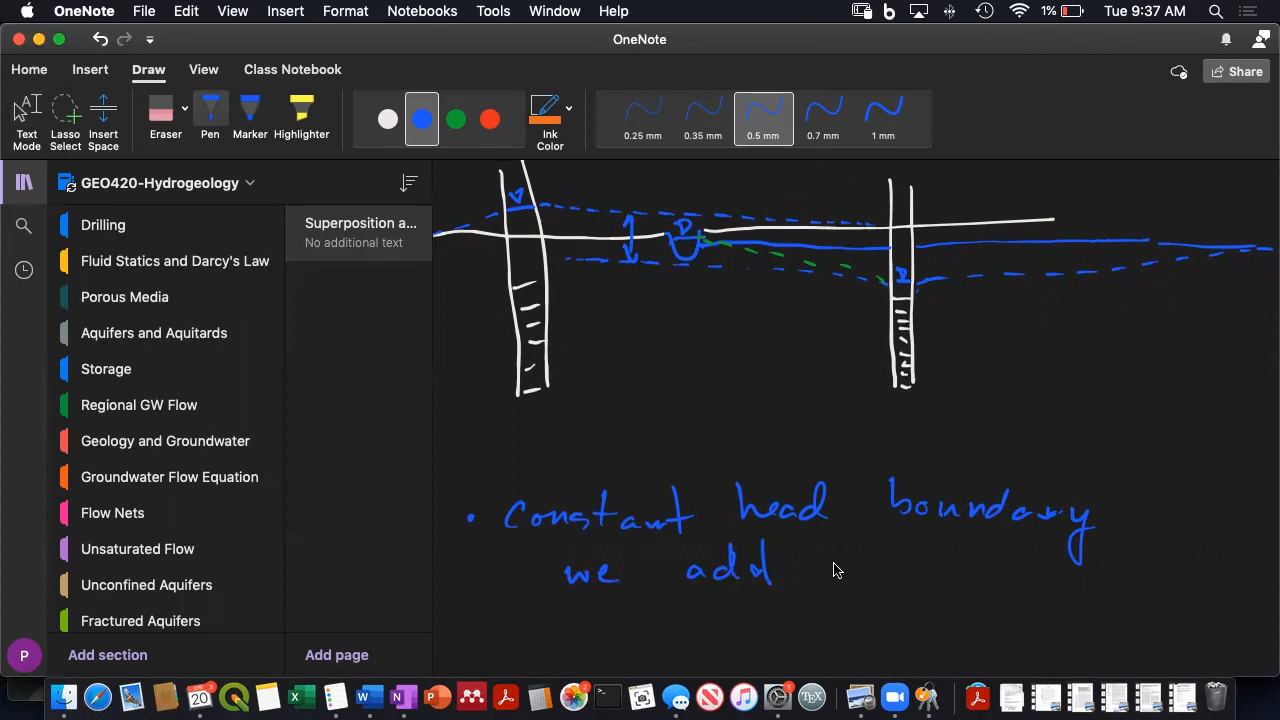 OneNote File Edit View Insert Format Notebooks Tools Window Help 1% Tue 9:37 AM
OneNote
Home Insert Draw View Class Notebook Share
Text Mode Lasso Select Insert Space Eraser Pen Marker Highlighter Ink Color 0.25 mm 0.35 mm 0.5 mm 0.7 mm 1 mm
GEO420-Hydrogeology
Superposition a...
No additional text
Drilling
Fluid Statics and Darcy's Law
Porous Media
Aquifers and Aquitards
Storage
Regional GW Flow
Geology and Groundwater
Groundwater Flow Equation
Flow Nets
Unsaturated Flow
Unconfined Aquifers
Fractured Aquifers
Add section
Add page
• constant head boundary
we add
P
20
TEX